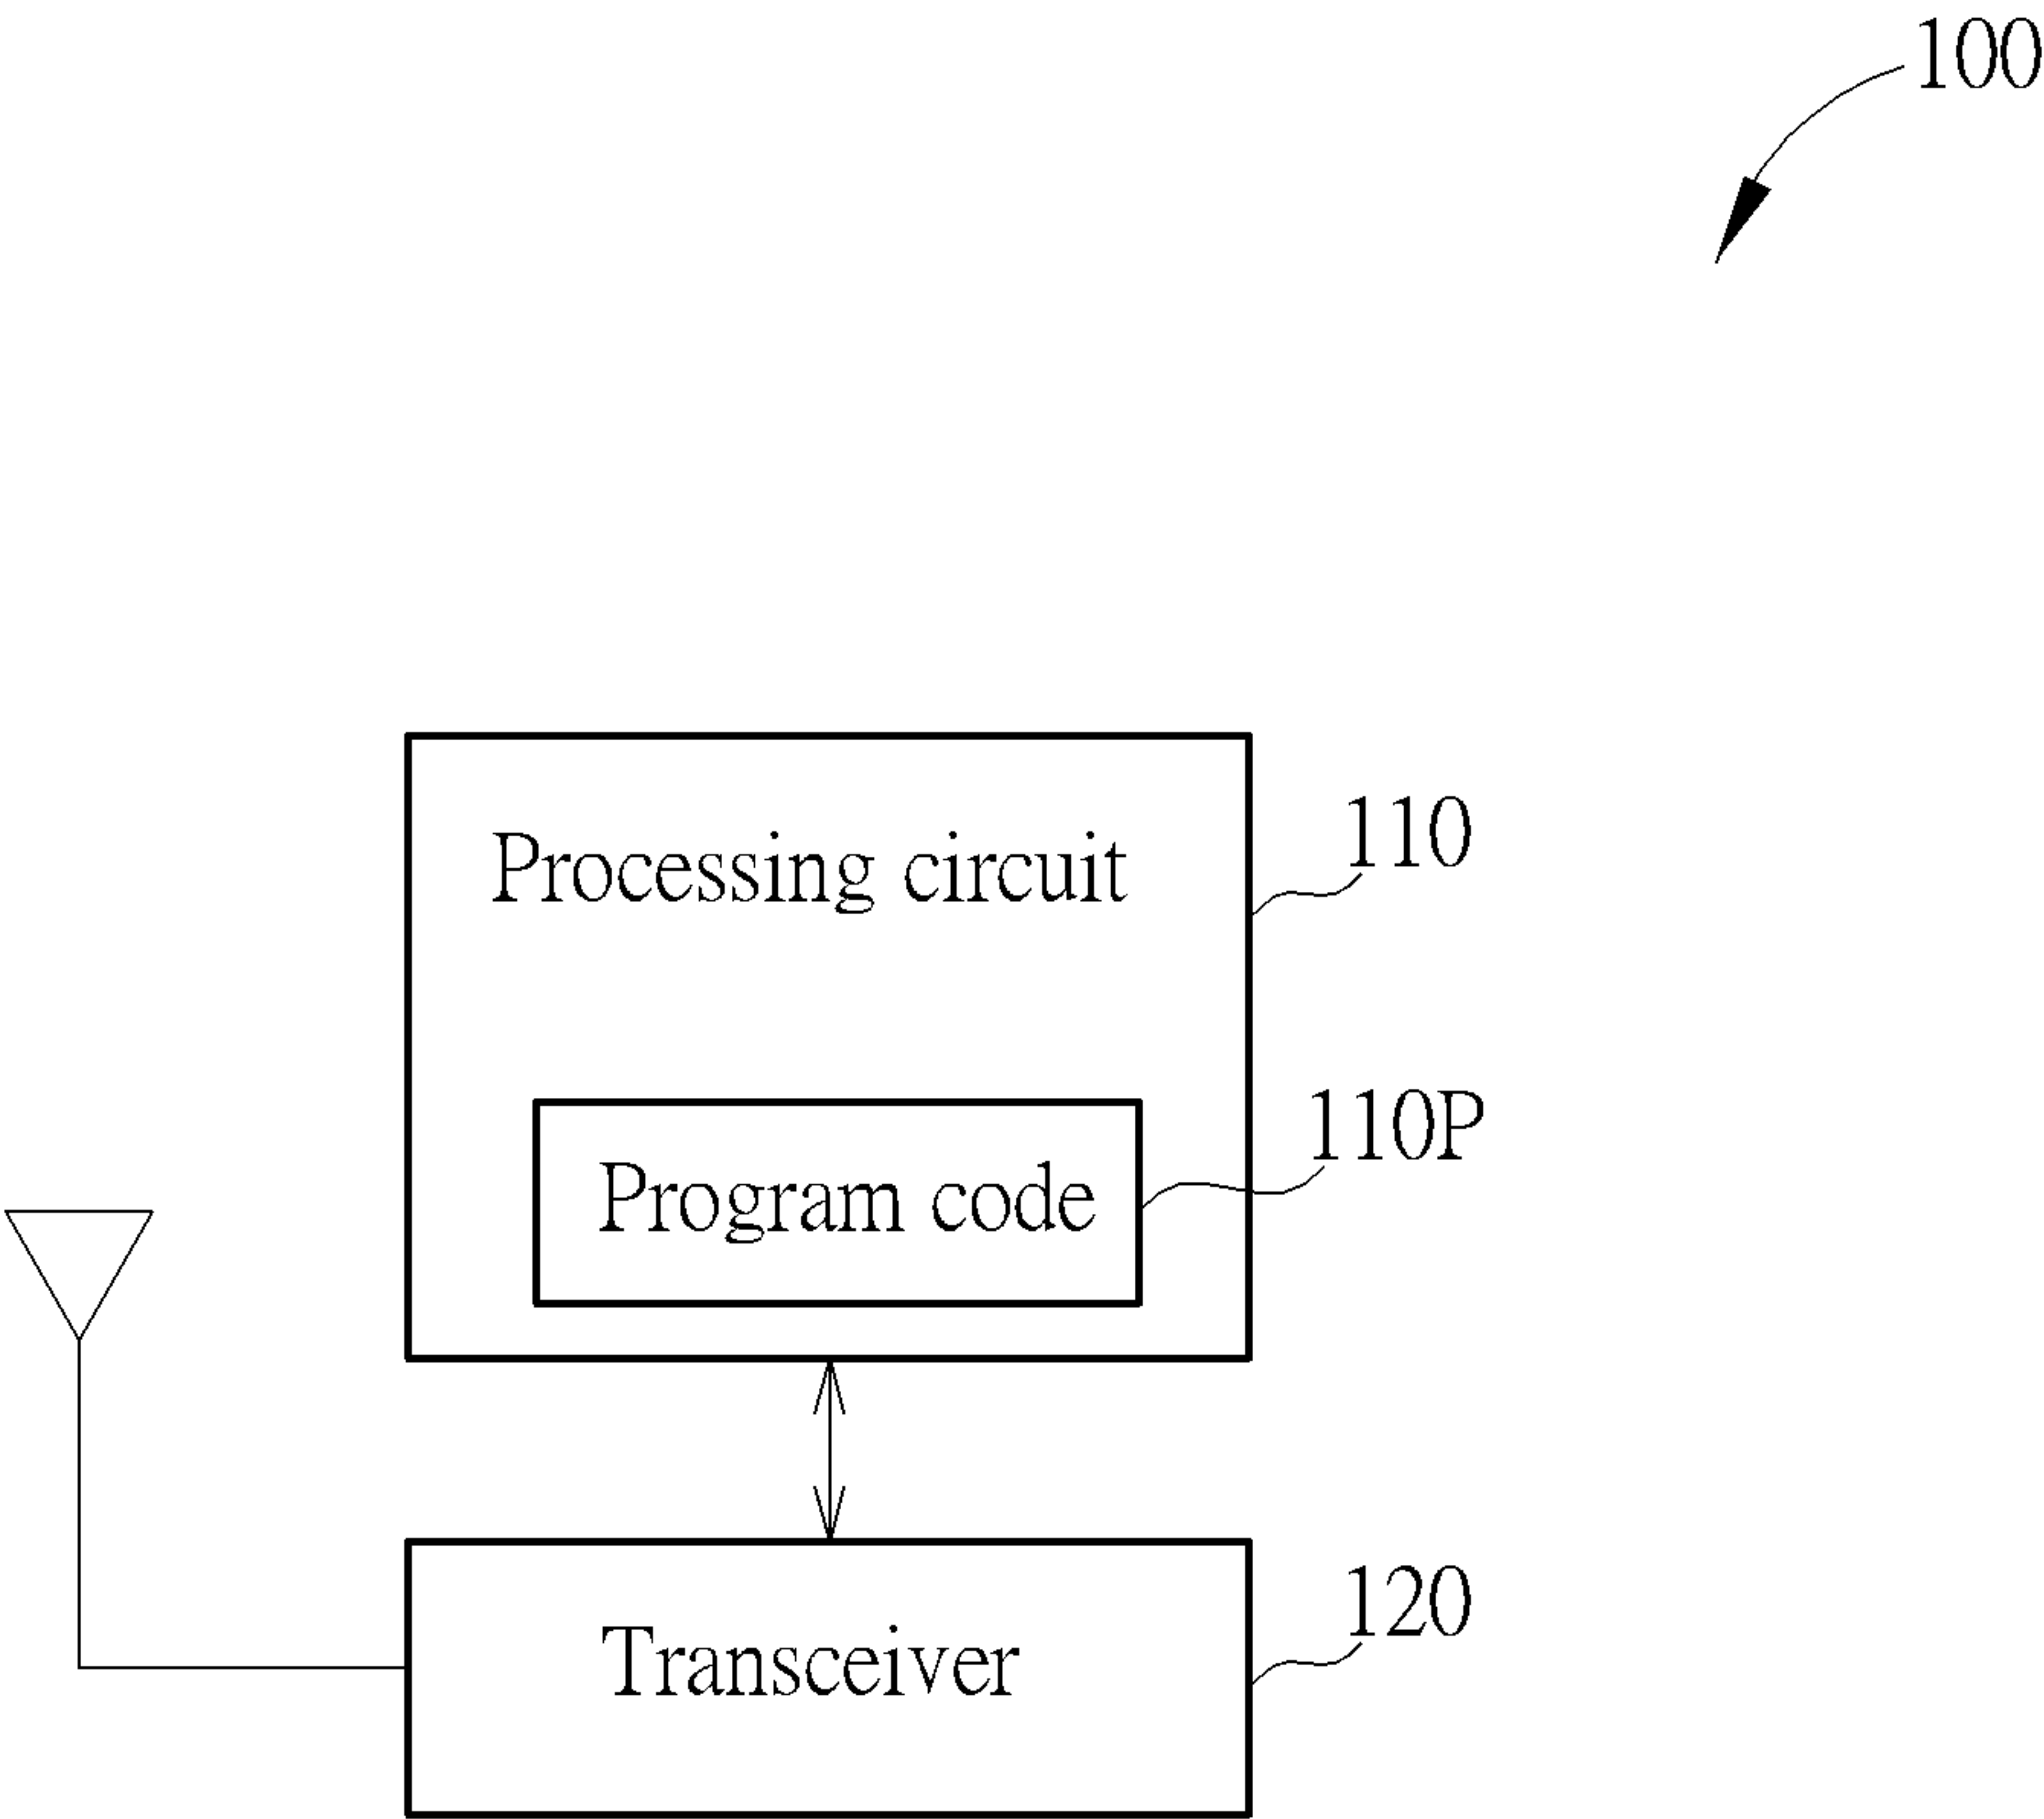 100
Processing circuit
110
110P
Program code
120
Transceiver